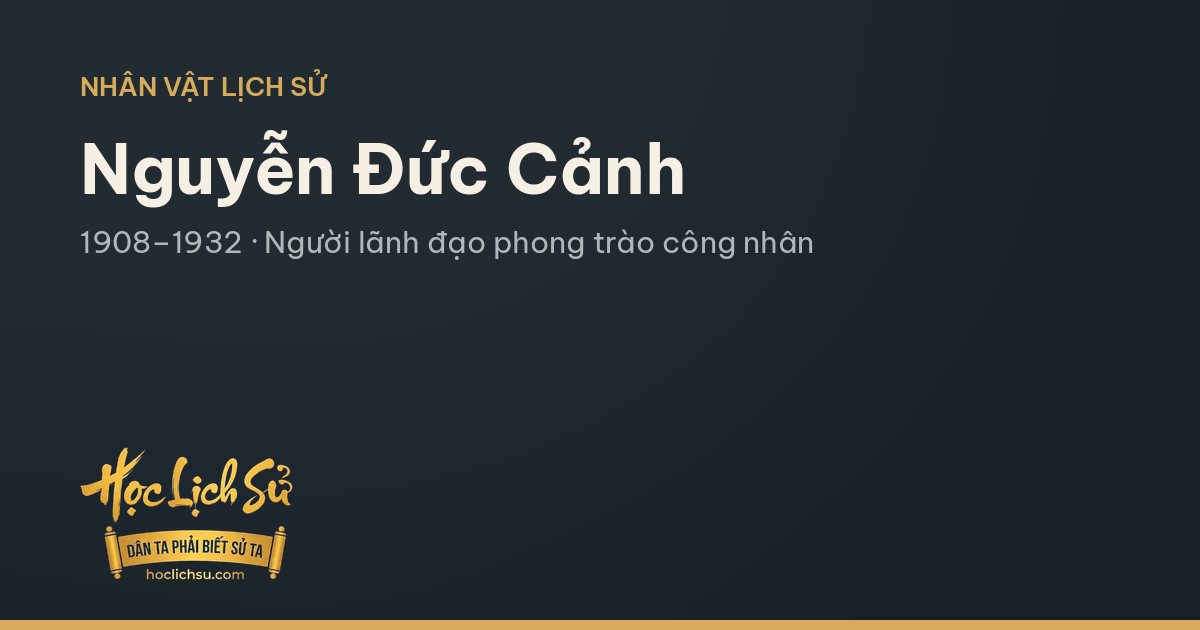 NHÂN VẬT LỊCH SỬ
Nguyễn Đức Cảnh
1908–1932 · Người lãnh đạo phong trào công nhân
Học Lịch Sử
DÂN TA PHẢI BIẾT SỬ TA
hoclichsu.com